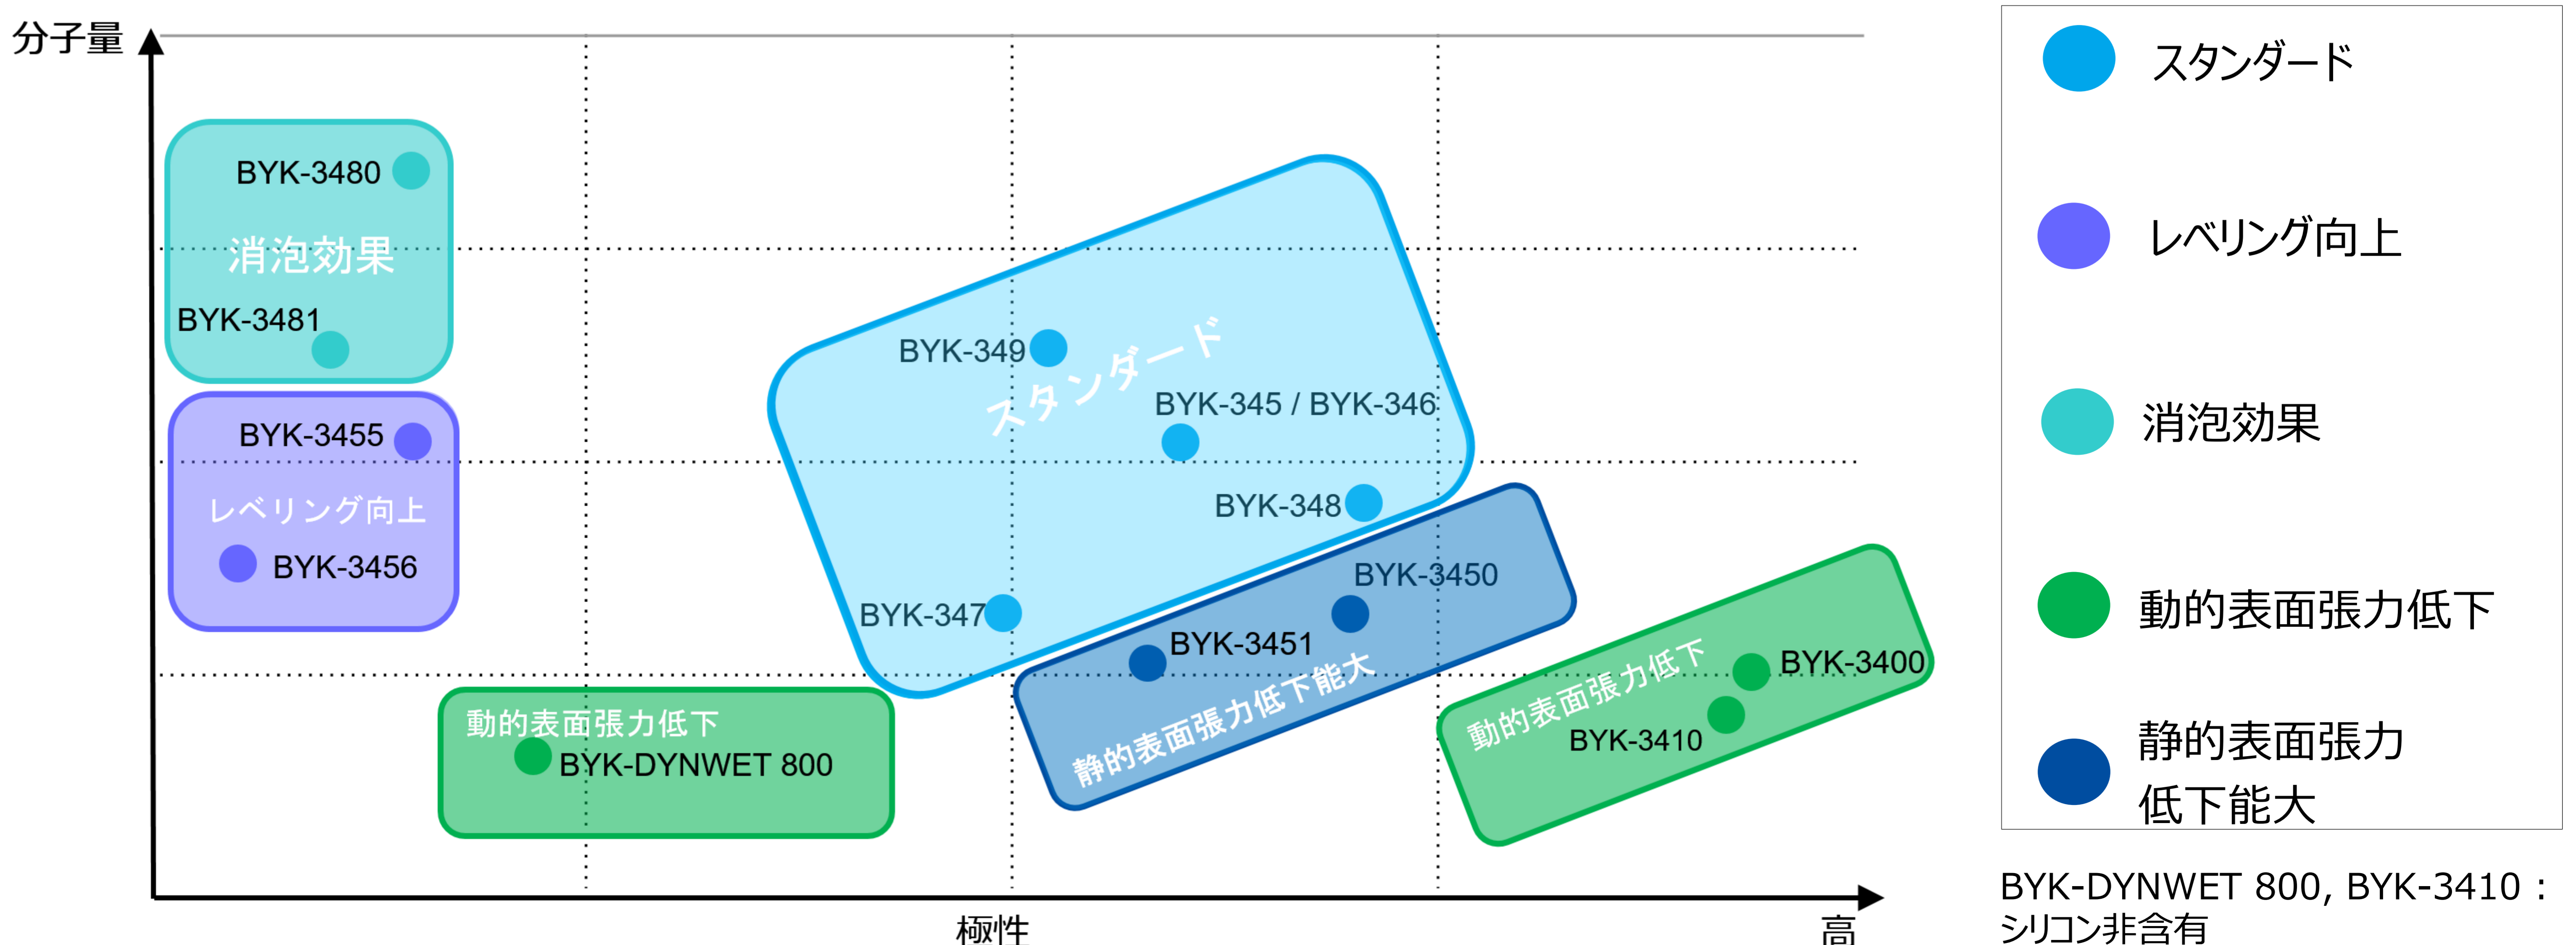 分子量
BYK-3480
消泡効果
BYK-3481
BYK-3455
レベリング向上
BYK-3456
動的表面張力低下
BYK-DYNWET 800
BYK-349
スタンダード
BYK-345 / BYK-346
BYK-348
BYK-347
BYK-3450
BYK-3451
静的表面張力低下能大
動的表面張力低下
BYK-3400
BYK-3410
極性
高
スタンダード
レベリング向上
消泡効果
動的表面張力低下
静的表面張力
低下能大
BYK-DYNWET 800, BYK-3410 :
シリコン非含有